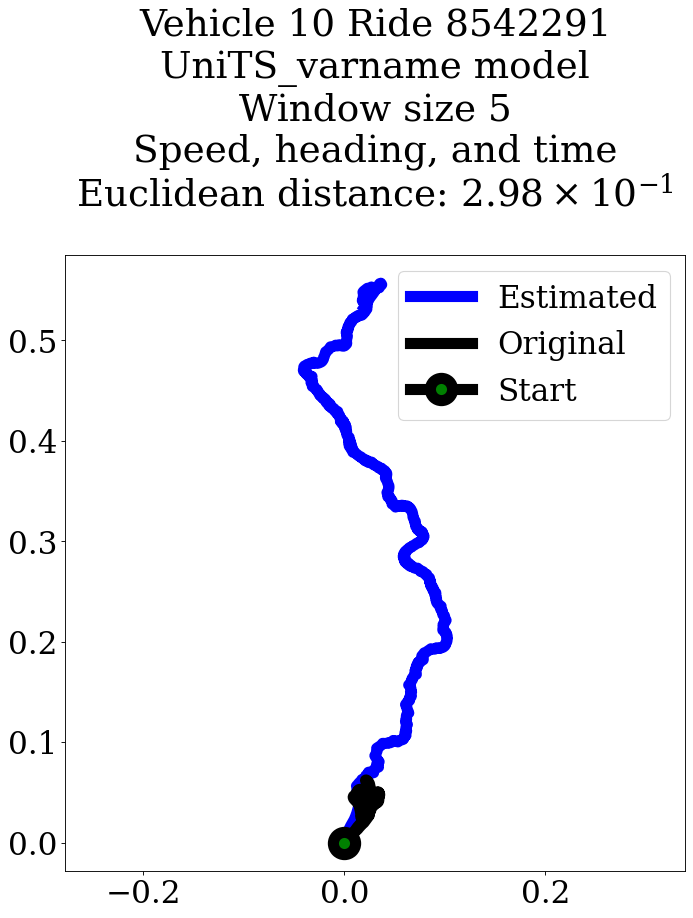 Vehicle 10 Ride 8542291
UniTS_varname model
Window size 5
Speed, heading, and time
Euclidean distance: 2.98 × 10⁻¹
Estimated
Original
Start
0.5
0.4
0.3
0.2
0.1
0.0
−0.2 0.0 0.2